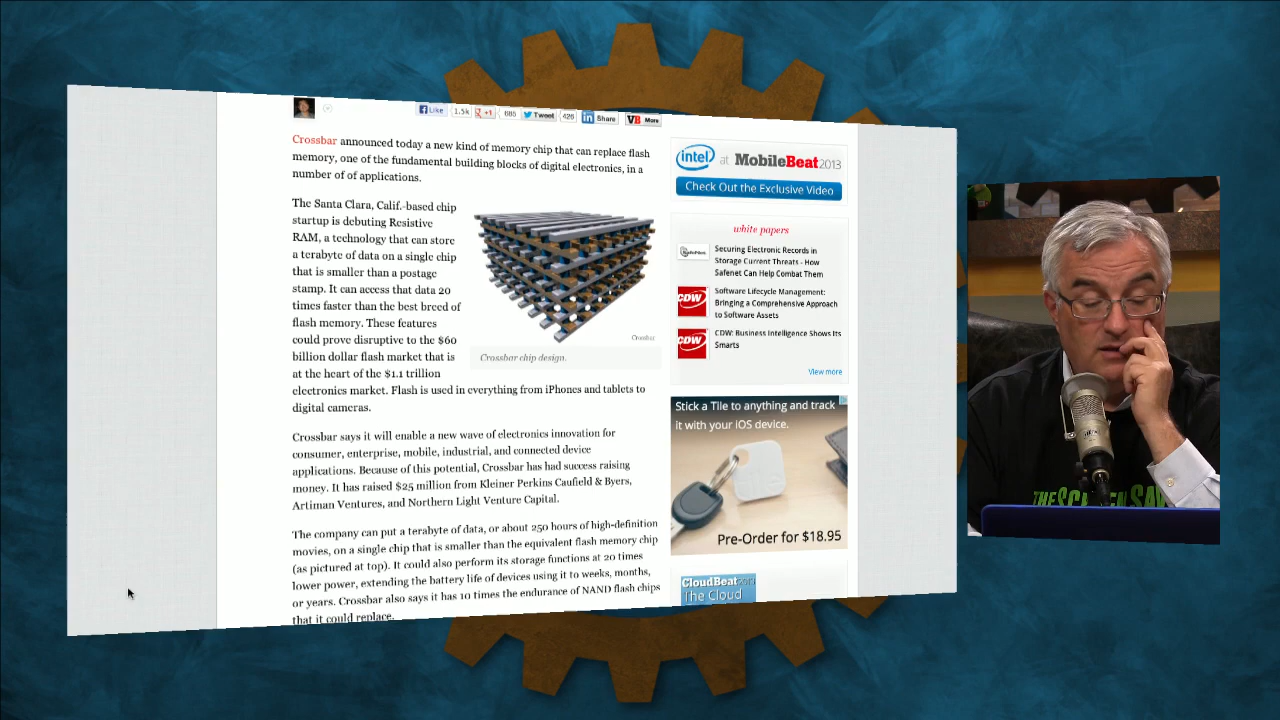 Like
1.5k
+1
Tweet
426
Share
VB More
Crossbar announced today a new kind of memory chip that can replace flash
memory, one of the fundamental building blocks of digital electronics, in a
number of of applications.
The Santa Clara, Calif.-based chip
startup is debuting Resistive
RAM, a technology that can store
a terabyte of data on a single chip
that is smaller than a postage
stamp. It can access that data 20
times faster than the best breed of
flash memory. These features
could prove disruptive to the $60
billion dollar flash market that is
at the heart of the $1.1 trillion
electronics market. Flash is used in everything from iPhones and tablets to
digital cameras.
Crossbar
Crossbar chip design.
Crossbar says it will enable a new wave of electronics innovation for
consumer, enterprise, mobile, industrial, and connected device
applications. Because of this potential, Crossbar has had success raising
money. It has raised $25 million from Kleiner Perkins Caufield & Byers,
Artiman Ventures, and Northern Light Venture Capital.
The company can put a terabyte of data, or about 250 hours of high-definition
movies, on a single chip that is smaller than the equivalent flash memory chip
(as pictured at top). It could also perform its storage functions at 20 times
lower power, extending the battery life of devices using it to weeks, months,
or years. Crossbar also says it has 10 times the endurance of NAND flash chips
that it could replace.
intel at MobileBeat 2013
Check Out the Exclusive Video
white papers
Securing Electronic Records in
Storage Current Threats - How
Safenet Can Help Combat Them
CDW
Software Lifecycle Management:
Bringing a Comprehensive Approach
to Software Assets
CDW
CDW: Business Intelligence Shows Its
Smarts
View more
Stick a Tile to anything and track
it with your iOS device.
Pre-Order for $18.95
CloudBeat
The Cloud